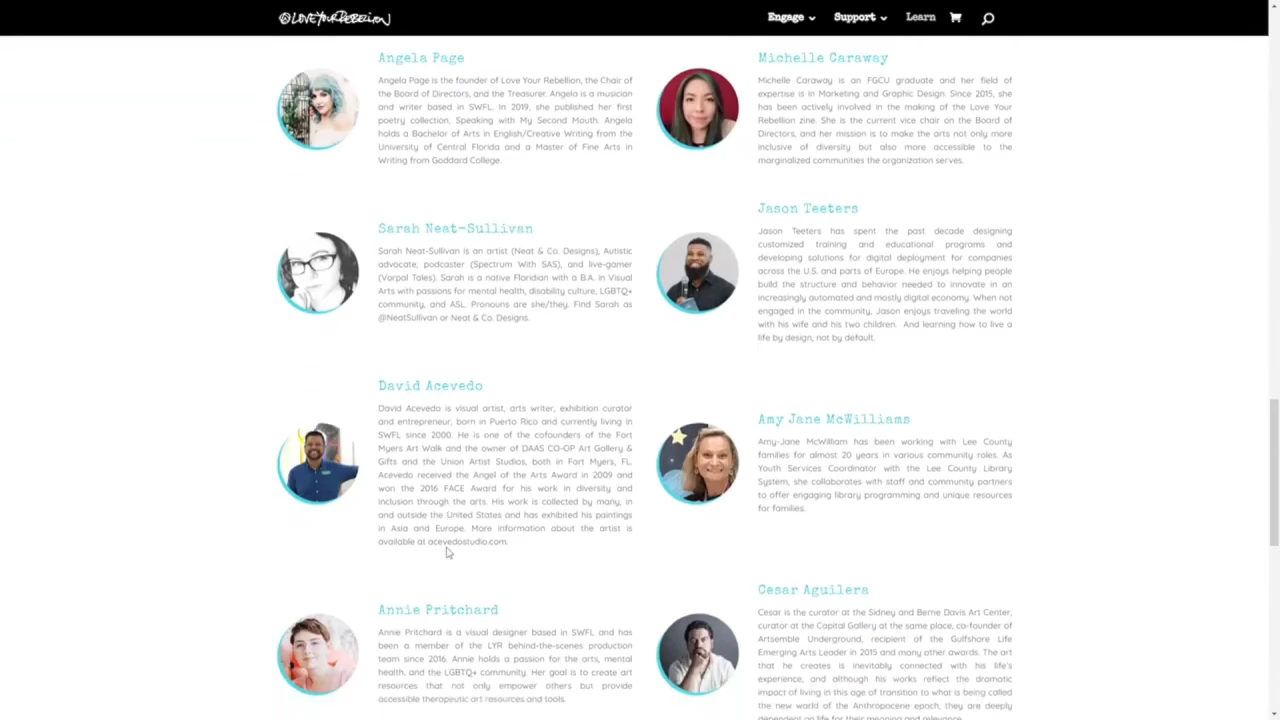 LOVEYOURREBELLION
Engage
Support
Learn
Angela Page
Angela Page is the founder of Love Your Rebellion, the Chair of
the Board of Directors, and the Treasurer. Angela is a musician
and writer based in SWFL. In 2019, she published her first
poetry collection, Speaking with My Second Mouth. Angela
holds a Bachelor of Arts in English/Creative Writing from the
University of Central Florida and a Master of Fine Arts in
Writing from Goddard College.
Michelle Caraway
Michelle Caraway is an FGCU graduate and her field of
expertise is in Marketing and Graphic Design. Since 2015, she
has been actively involved in the making of the Love Your
Rebellion zine. She is the current vice chair on the Board of
Directors, and her mission is to make the arts not only more
inclusive of diversity but also more accessible to the
marginalized communities the organization serves.
Sarah Neat-Sullivan
Sarah Neat-Sullivan is an artist (Neat & Co. Designs), Autistic
advocate, podcaster (Spectrum With SAS), and live-gamer
(Vorpal Tales). Sarah is a native Floridian with a B.A. in Visual
Arts with passions for mental health, disability culture, LGBTQ+
community, and ASL. Pronouns are she/they. Find Sarah as
@NeatSullivan or Neat & Co. Designs.
Jason Teeters
Jason Teeters has spent the past decade designing
customized training and educational programs and
developing solutions for digital deployment for companies
across the U.S. and parts of Europe. He enjoys helping people
build the structure and behavior needed to innovate in an
increasingly automated and mostly digital economy. When not
engaged in the community, Jason enjoys traveling the world
with his wife and his two children. And learning how to live a
life by design, not by default.
David Acevedo
David Acevedo is visual artist, arts writer, exhibition curator
and entrepreneur, born in Puerto Rico and currently living in
SWFL since 2000. He is one of the cofounders of the Fort
Myers Art Walk and the owner of DAAS CO-OP Art Gallery &
Gifts and the Union Artist Studios, both in Fort Myers, FL.
Acevedo received the Angel of the Arts Award in 2009 and
won the 2016 FACE Award for his work in diversity and
inclusion through the arts. His work is collected by many, in
and outside the United States and has exhibited his paintings
in Asia and Europe. More information about the artist is
available at acevedostudio.com.
Amy Jane McWilliams
Amy-Jane McWilliam has been working with Lee County
families for almost 20 years in various community roles. As
Youth Services Coordinator with the Lee County Library
System, she collaborates with staff and community partners
to offer engaging library programming and unique resources
for families.
Annie Pritchard
Annie Pritchard is a visual designer based in SWFL and has
been a member of the LYR behind-the-scenes production
team since 2016. Annie holds a passion for the arts, mental
health, and the LGBTQ+ community. Her goal is to create art
resources that not only empower others but provide
accessible therapeutic art resources and tools.
Cesar Aguilera
Cesar is the curator at the Sidney and Berne Davis Art Center,
curator at the Capital Gallery at the same place, co-founder of
Artsemble Underground, recipient of the Gulfshore Life
Emerging Arts Leader in 2015 and many other awards. The art
that he creates is inevitably connected with his life's
experience, and although his works reflect the dramatic
impact of living in this age of transition to what is being called
the new world of the Anthropocene epoch, they are deeply
dependent on life for their meaning and relevance.